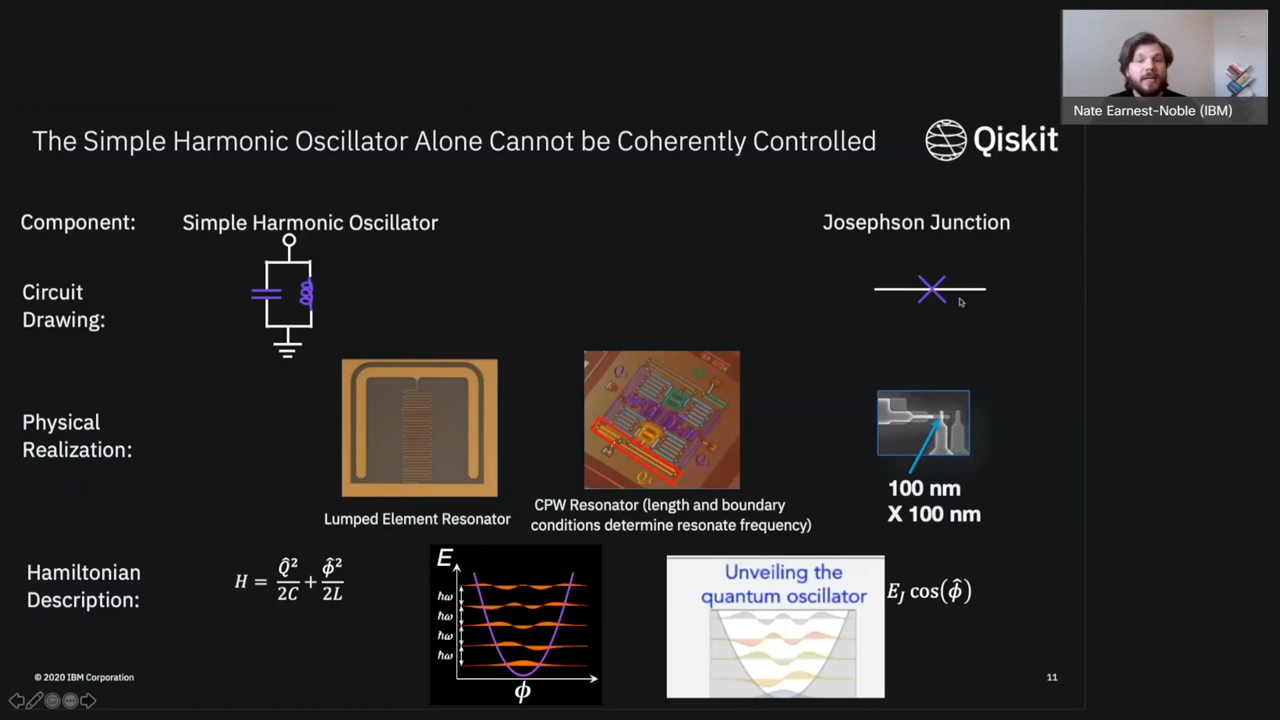 Nate Earnest-Noble (IBM)
The Simple Harmonic Oscillator Alone Cannot be Coherently Controlled
Qiskit
Component:
Simple Harmonic Oscillator
Josephson Junction
Circuit
Drawing:
Physical
Realization:
Lumped Element Resonator
CPW Resonator (length and boundary
conditions determine resonate frequency)
100 nm
X 100 nm
Hamiltonian
Description:
H = Q̂²/2C + ϕ̂²/2L
E
ħω
ħω
ħω
ħω
ϕ
Unveiling the
quantum oscillator
E_J cos(ϕ̂)
© 2020 IBM Corporation
11